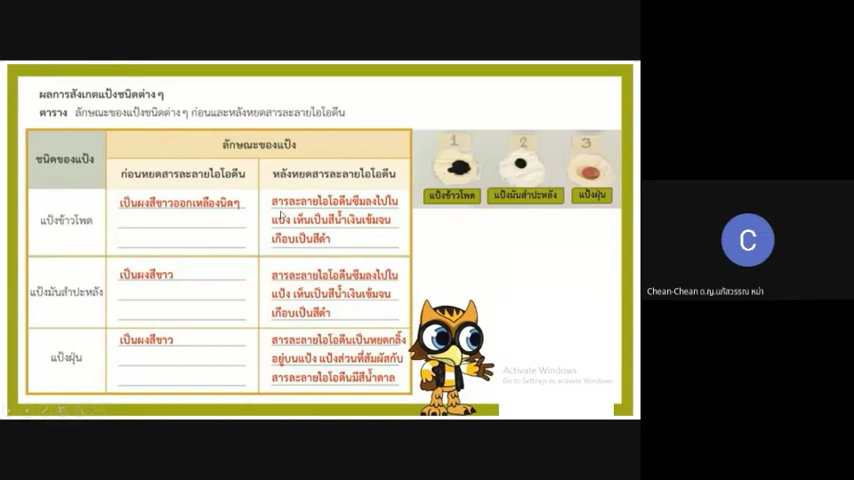 ผลการสังเกตแป้งชนิดต่าง ๆ
ตาราง ลักษณะของแป้งชนิดต่าง ๆ ก่อนและหลังหยดสารละลายไอโอดีน
ชนิดของแป้ง
ลักษณะของแป้ง
ก่อนหยดสารละลายไอโอดีน
หลังหยดสารละลายไอโอดีน
แป้งข้าวโพด
เป็นผงสีขาวออกเหลืองนิดๆ
สารละลายไอโอดีนซึมลงไปใน
แป้ง เห็นเป็นสีน้ำเงินเข้มจน
เกือบเป็นสีดำ
แป้งมันสำปะหลัง
เป็นผงสีขาว
สารละลายไอโอดีนซึมลงไปใน
แป้ง เห็นเป็นสีน้ำเงินเข้มจน
เกือบเป็นสีดำ
แป้งฝุ่น
เป็นผงสีขาว
สารละลายไอโอดีนเป็นหยดกลิ้ง
อยู่บนแป้ง แป้งส่วนที่สัมผัสกับ
สารละลายไอโอดีนมีสีน้ำตาล
1
2
3
แป้งข้าวโพด
แป้งมันสำปะหลัง
แป้งฝุ่น
Activate Windows
Go to Settings to activate Windows
C
Chean-Chean ด.ญ.นภัสวรรณ หม่า